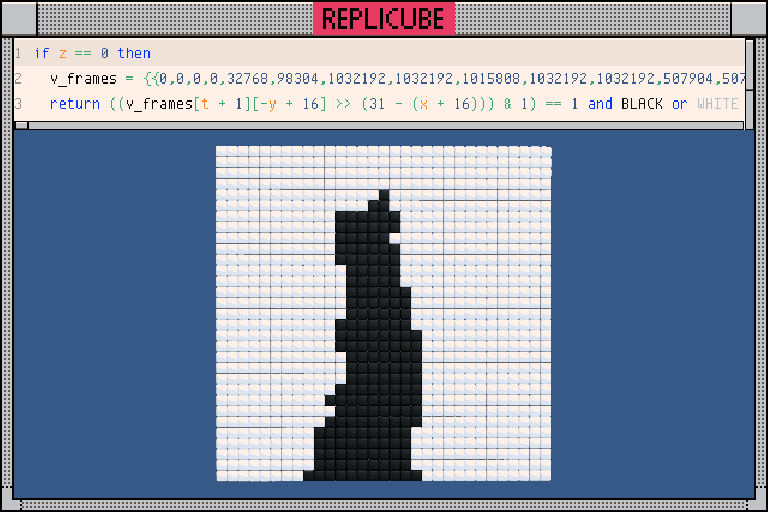 REPLICUBE
1 if z == 0 then
2 v_frames = {{0,0,0,0,32768,98304,1032192,1032192,1015808,1032192,1032192,507904,507
3 return ((v_frames[t + 1][-y + 16] >> (31 - (x + 16))) & 1) == 1 and BLACK or WHITE